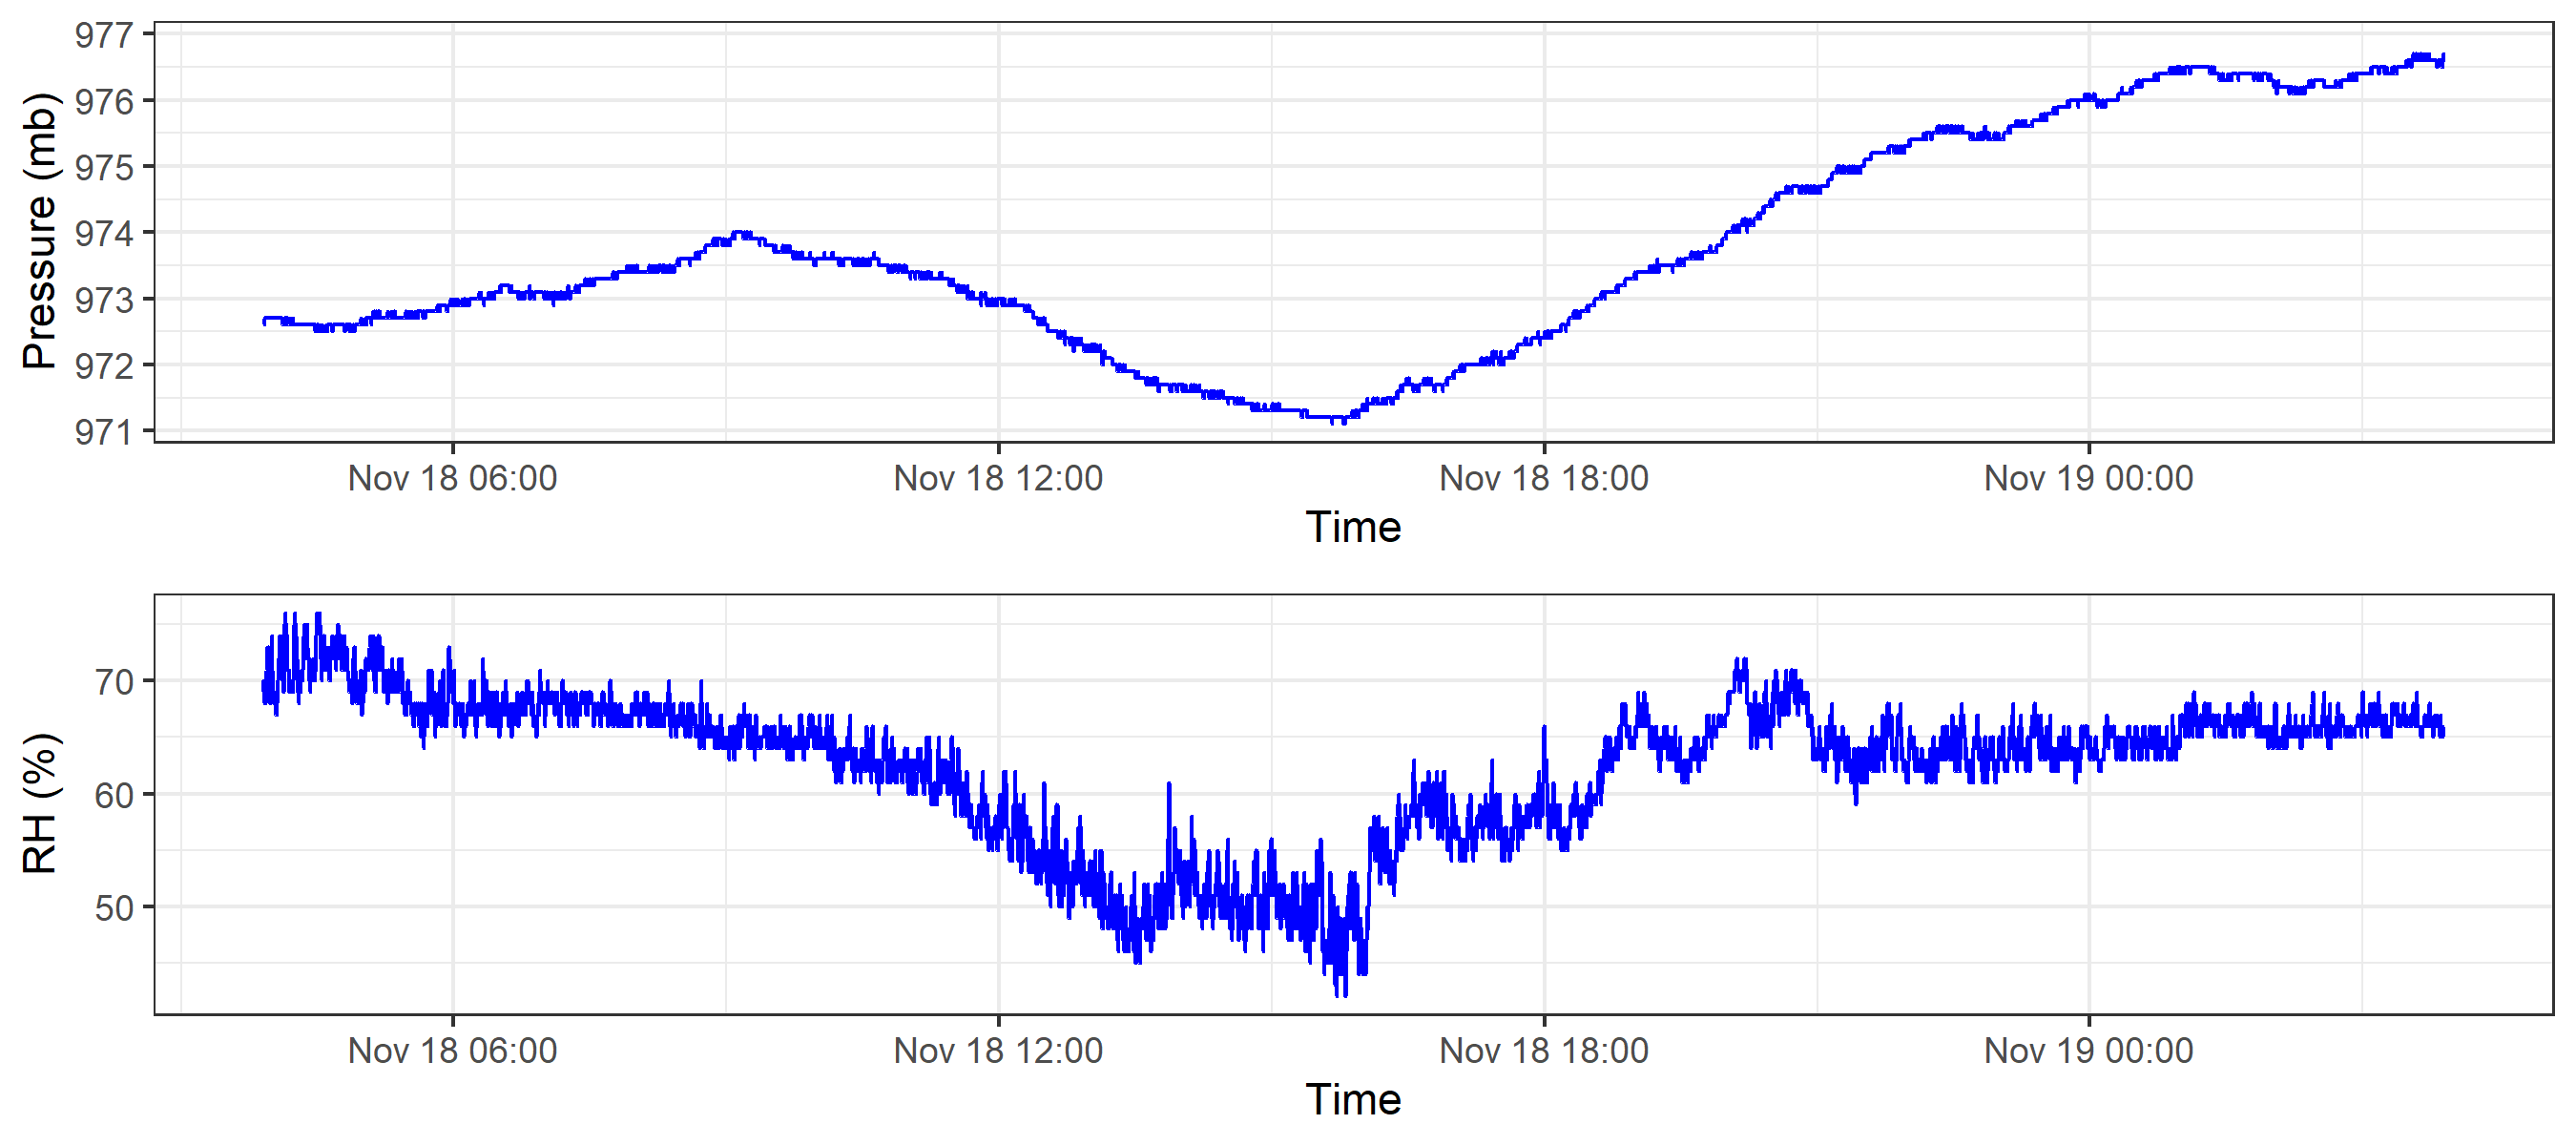 977
976
975
974
973
972
971
Pressure (mb)
Nov 18 06:00
Nov 18 12:00
Nov 18 18:00
Nov 19 00:00
Time
70
60
50
RH (%)
Nov 18 06:00
Nov 18 12:00
Nov 18 18:00
Nov 19 00:00
Time